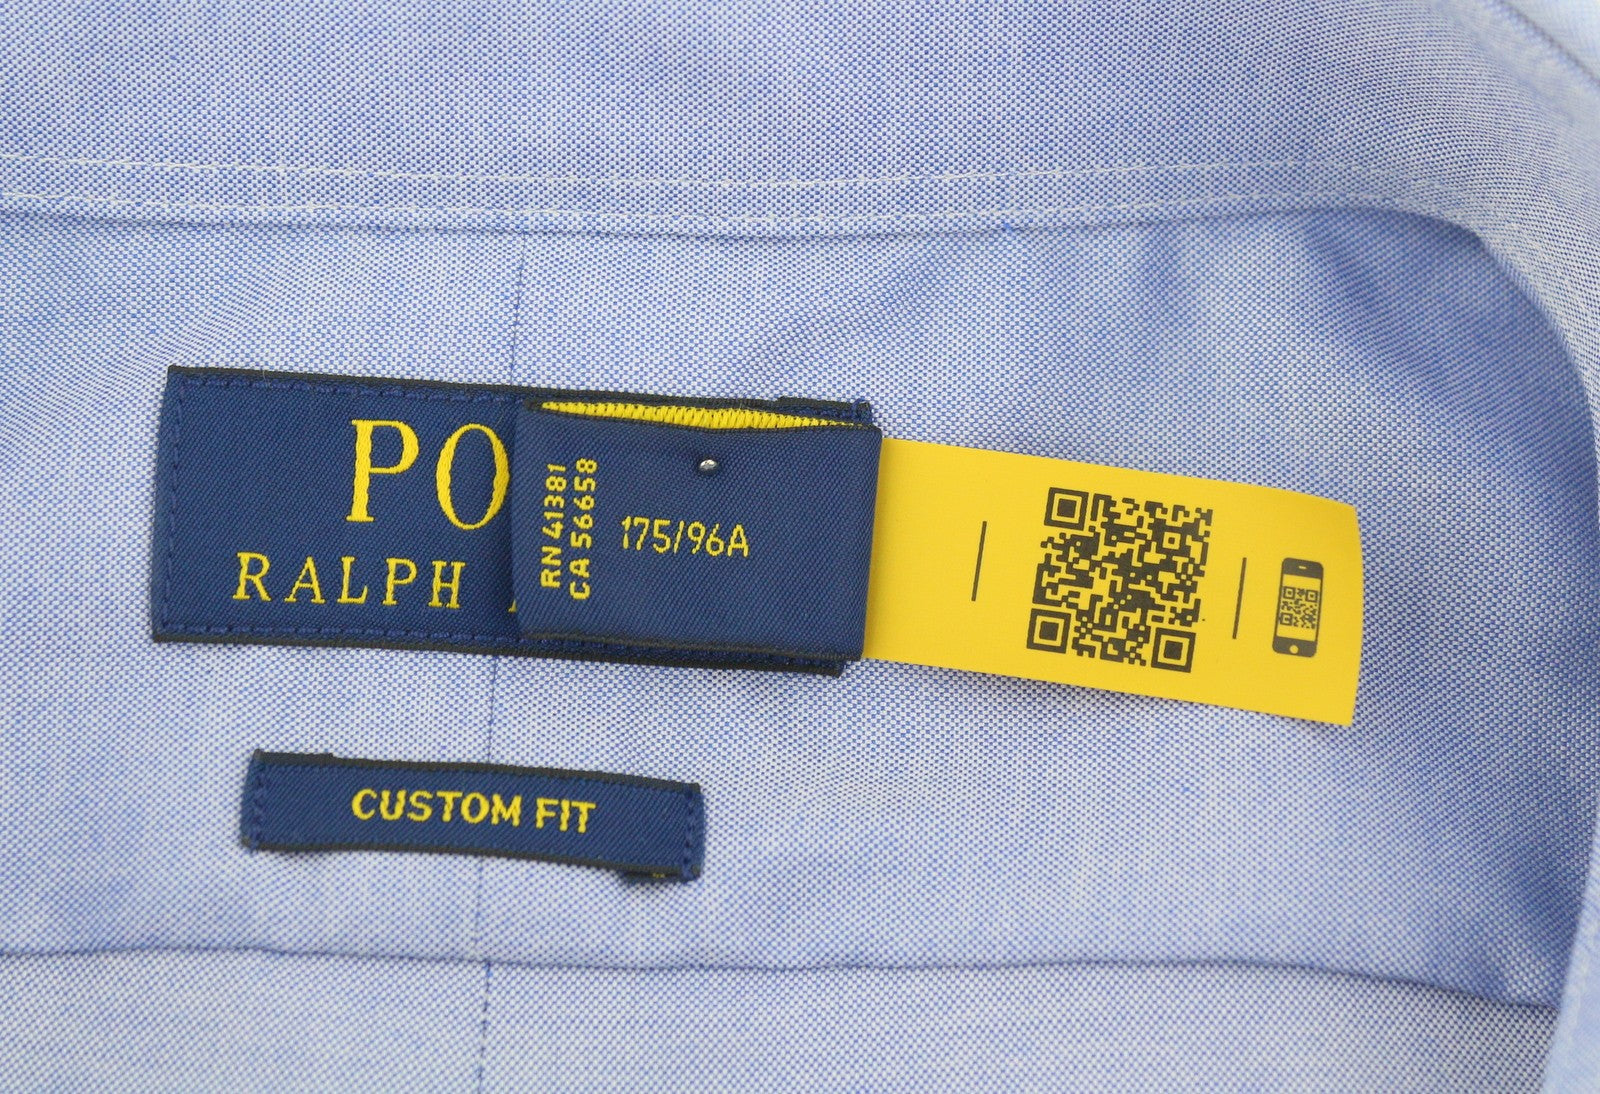 PO
RALPH
RN 41381
CA 56658
175/96A
CUSTOM FIT